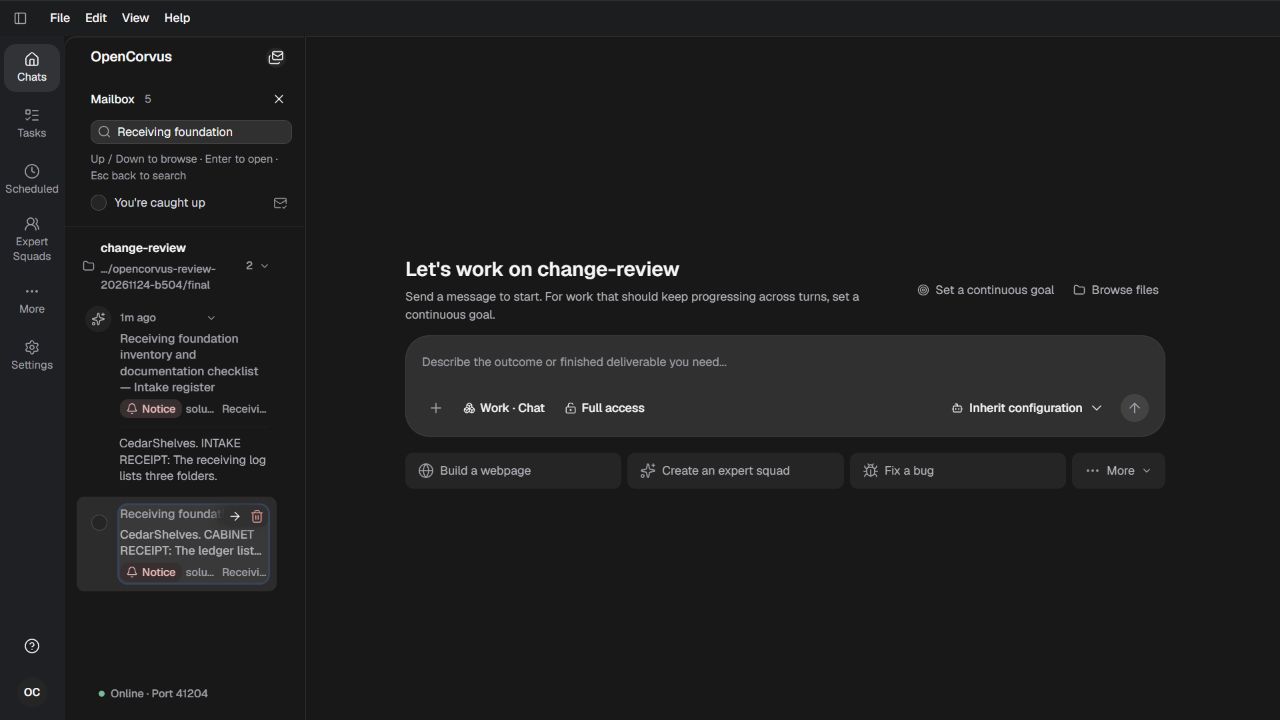 File Edit View Help
OpenCorvus
Chats
Tasks
Scheduled
Expert
Squads
More
Settings
OC
Mailbox 5
Receiving foundation
Up / Down to browse · Enter to open ·
Esc back to search
You're caught up
change-review
.../opencorvus-review-
20261124-b504/final
2
1m ago
Receiving foundation
inventory and
documentation checklist
— Intake register
Notice solu... Receivi...
CedarShelves. INTAKE
RECEIPT: The receiving log
lists three folders.
Receiving foundat
CedarShelves. CABINET
RECEIPT: The ledger list...
Notice solu... Receivi...
Online · Port 41204
Let's work on change-review
Send a message to start. For work that should keep progressing across turns, set a
continuous goal.
Set a continuous goal
Browse files
Describe the outcome or finished deliverable you need...
Work · Chat
Full access
Inherit configuration
Build a webpage
Create an expert squad
Fix a bug
More